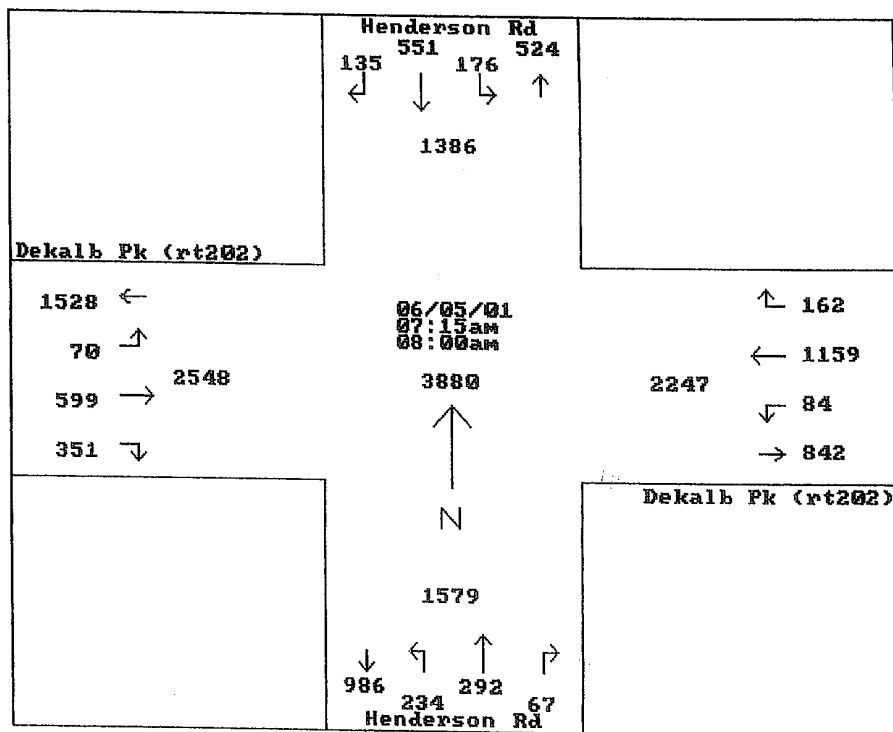 Henderson Rd
135 551 176 524
1386
Dekalb Pk (rt202)
1528
70
599
351
2548
06/05/01
07:15am
08:00am
3880
N
2247
162
1159
84
842
Dekalb Pk (rt202)
1579
986 234 292 67
Henderson Rd